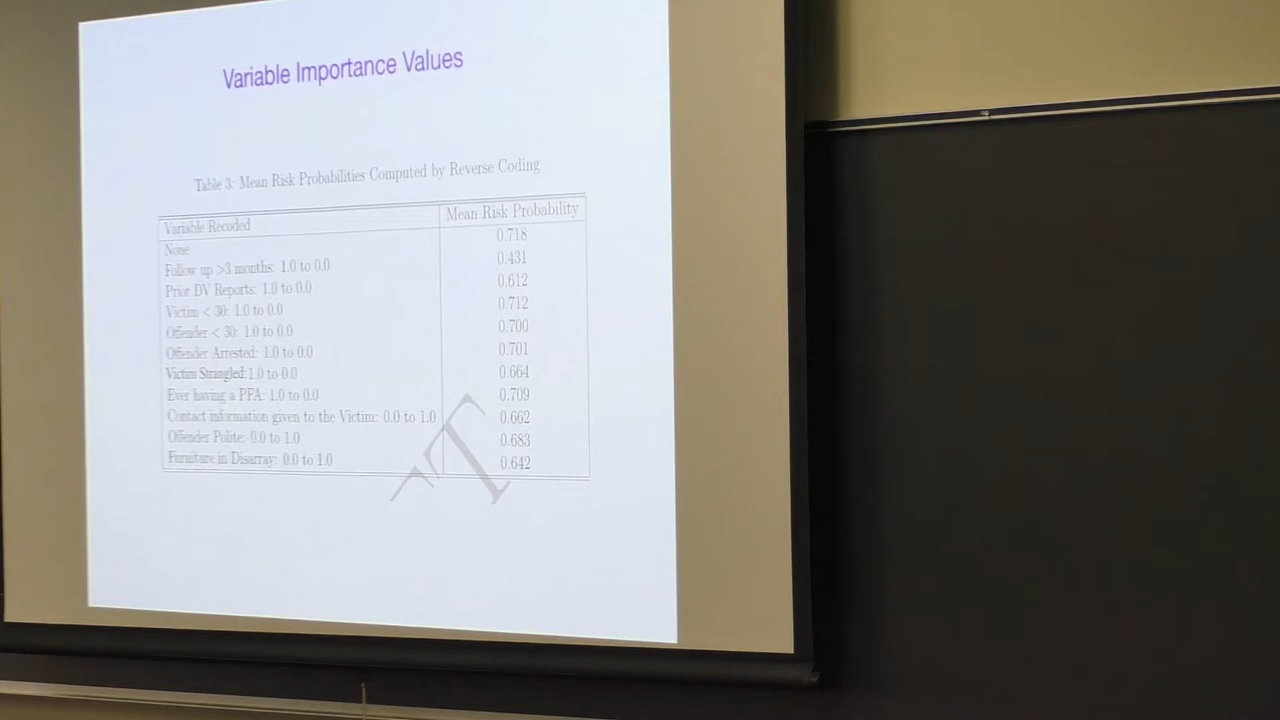 Variable Importance Values
Table 3: Mean Risk Probabilities Computed by Reverse Coding
Variable Recoded Mean Risk Probability
None 0.718
Follow up >3 months: 1.0 to 0.0 0.431
Prior DV Reports: 1.0 to 0.0 0.612
Victim < 30: 1.0 to 0.0 0.712
Offender < 30: 1.0 to 0.0 0.700
Offender Arrested: 1.0 to 0.0 0.701
Victim Strangled:1.0 to 0.0 0.664
Ever having a PFA: 1.0 to 0.0 0.709
Contact information given to the Victim: 0.0 to 1.0 0.662
Offender Polite: 0.0 to 1.0 0.683
Furniture in Disarray: 0.0 to 1.0 0.642